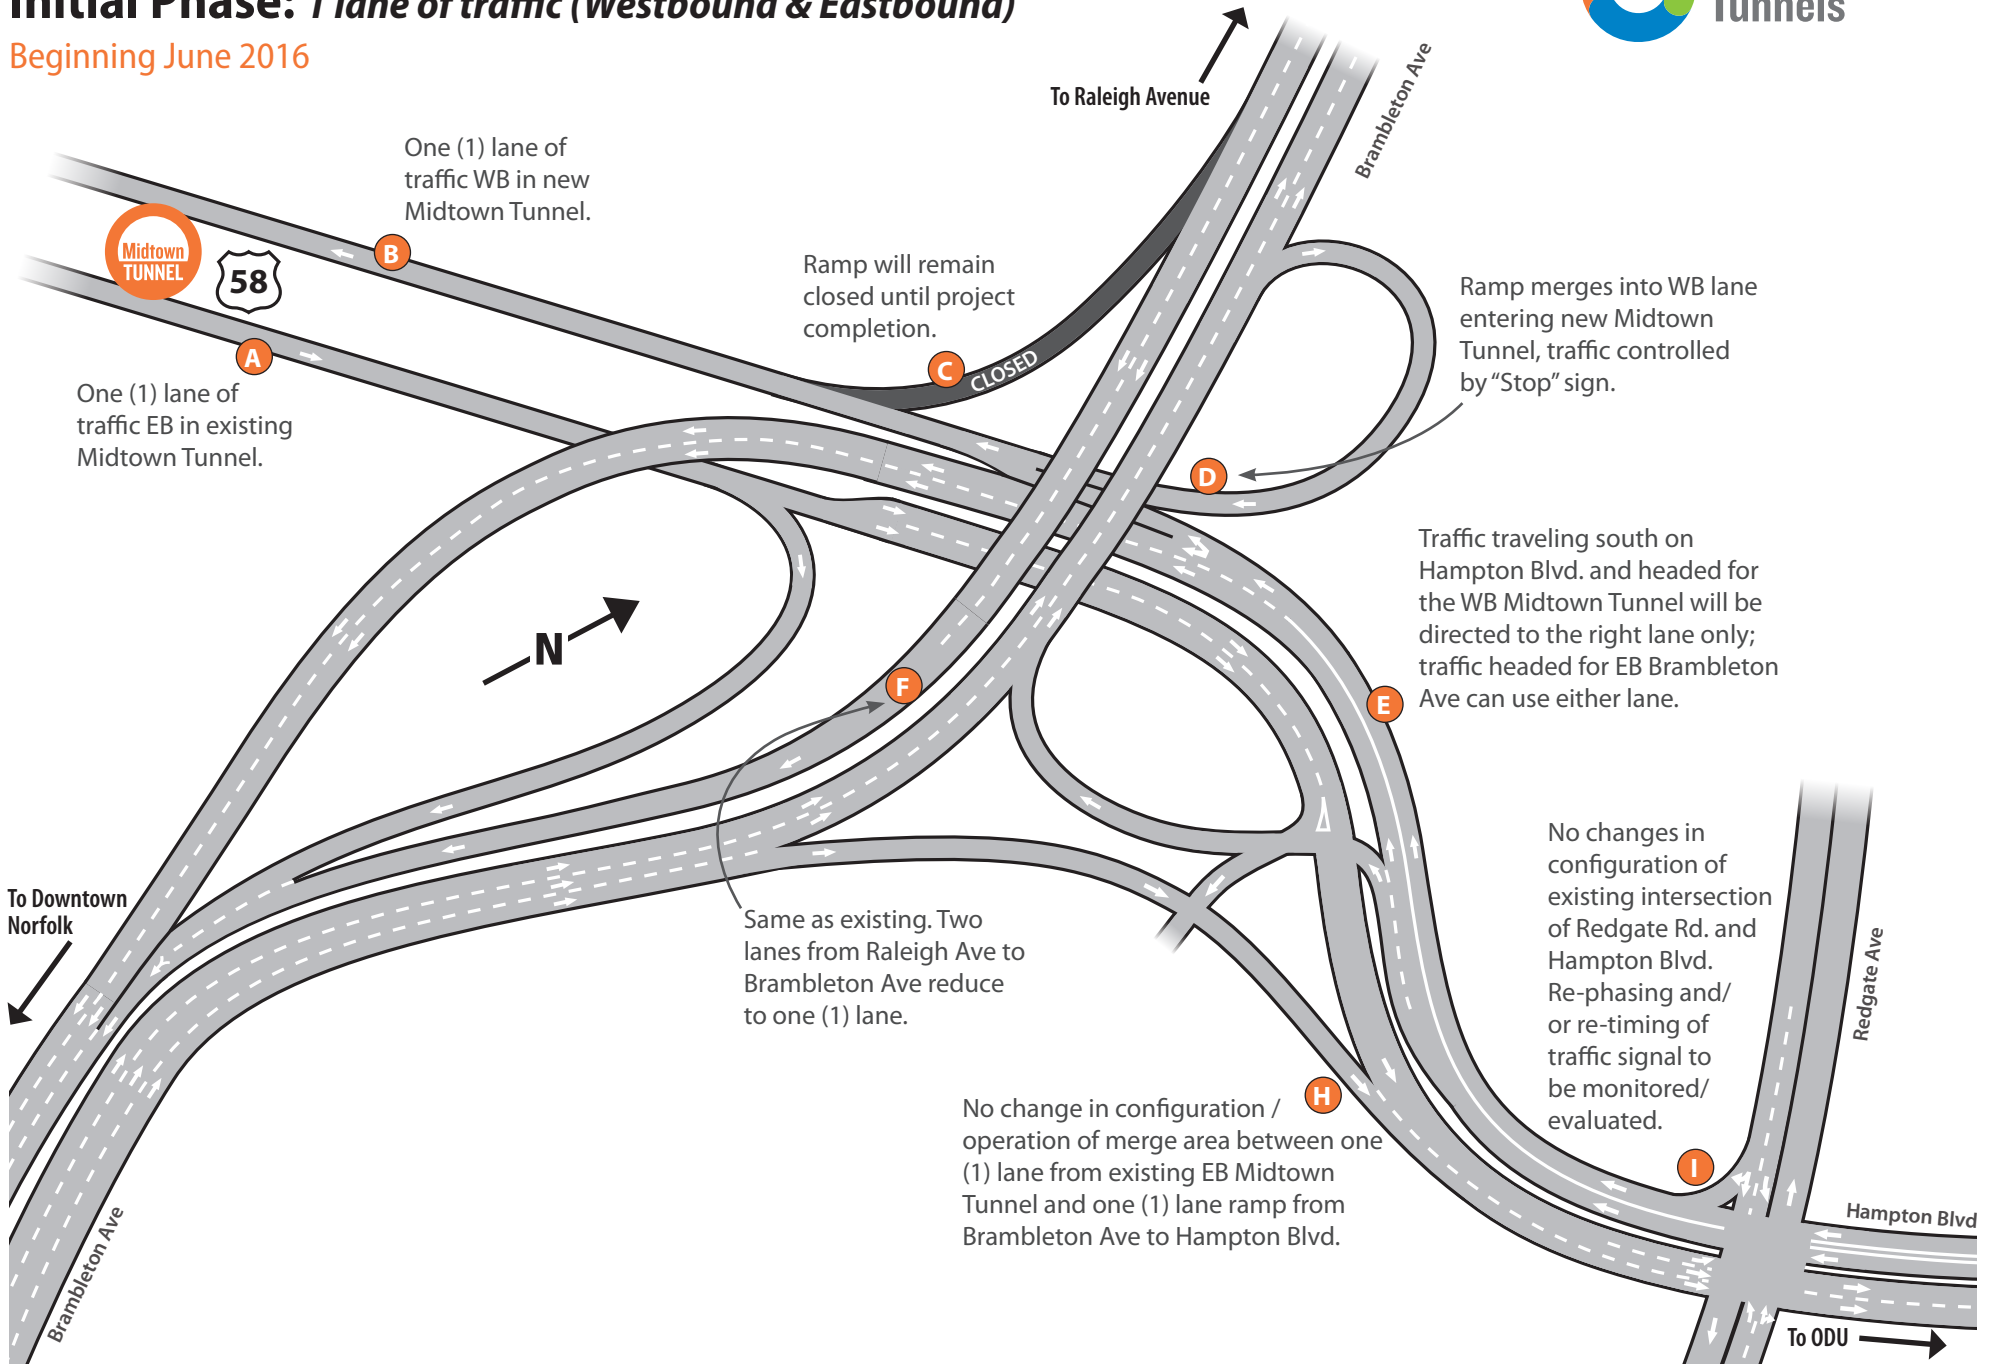 Initial Phase: 1 lane of traffic (Westbound & Eastbound)
Beginning June 2016
Tunnels
To Raleigh Avenue
Brambleton Ave
One (1) lane of
traffic WB in new
Midtown Tunnel.
B
Midtown
TUNNEL
58
A
One (1) lane of
traffic EB in existing
Midtown Tunnel.
Ramp will remain
closed until project
completion.
C
CLOSED
Ramp merges into WB lane
entering new Midtown
Tunnel, traffic controlled
by “Stop” sign.
D
Traffic traveling south on
Hampton Blvd. and headed for
the WB Midtown Tunnel will be
directed to the right lane only;
traffic headed for EB Brambleton
Ave can use either lane.
E
N
F
Same as existing. Two
lanes from Raleigh Ave to
Brambleton Ave reduce
to one (1) lane.
To Downtown
Norfolk
No changes in
configuration of
existing intersection
of Redgate Rd. and
Hampton Blvd.
Re-phasing and/
or re-timing of
traffic signal to
be monitored/
evaluated.
I
Redgate Ave
H
No change in configuration /
operation of merge area between one
(1) lane from existing EB Midtown
Tunnel and one (1) lane ramp from
Brambleton Ave to Hampton Blvd.
Hampton Blvd
Brambleton Ave
To ODU